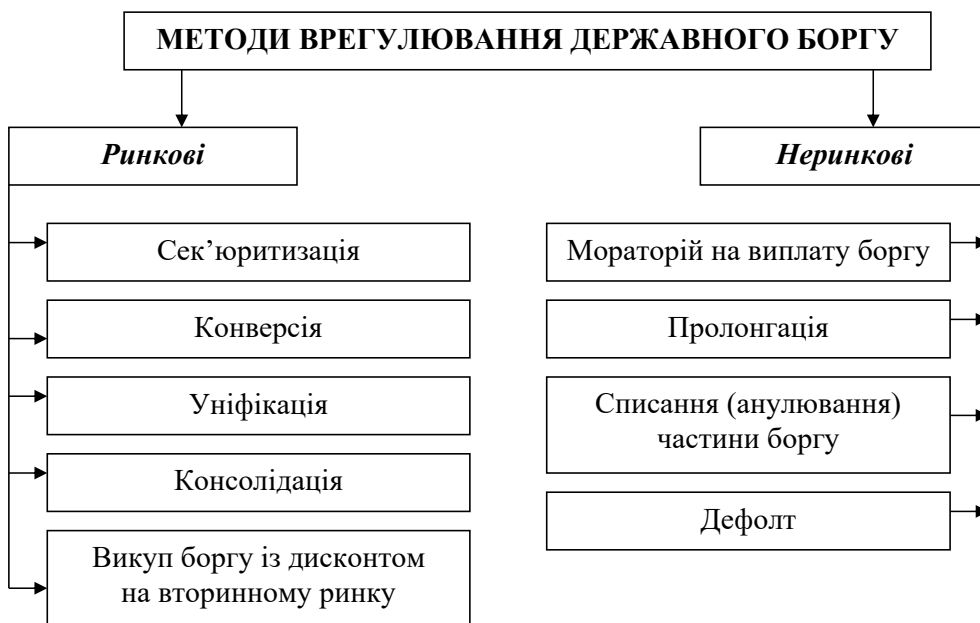 МЕТОДИ ВРЕГУЛЮВАННЯ ДЕРЖАВНОГО БОРГУ
Ринкові
Сек’юритизація
Конверсія
Уніфікація
Консолідація
Викуп боргу із дисконтом
на вторинному ринку
Неринкові
Мораторій на виплату боргу
Пролонгація
Списання (анулювання)
частини боргу
Дефолт